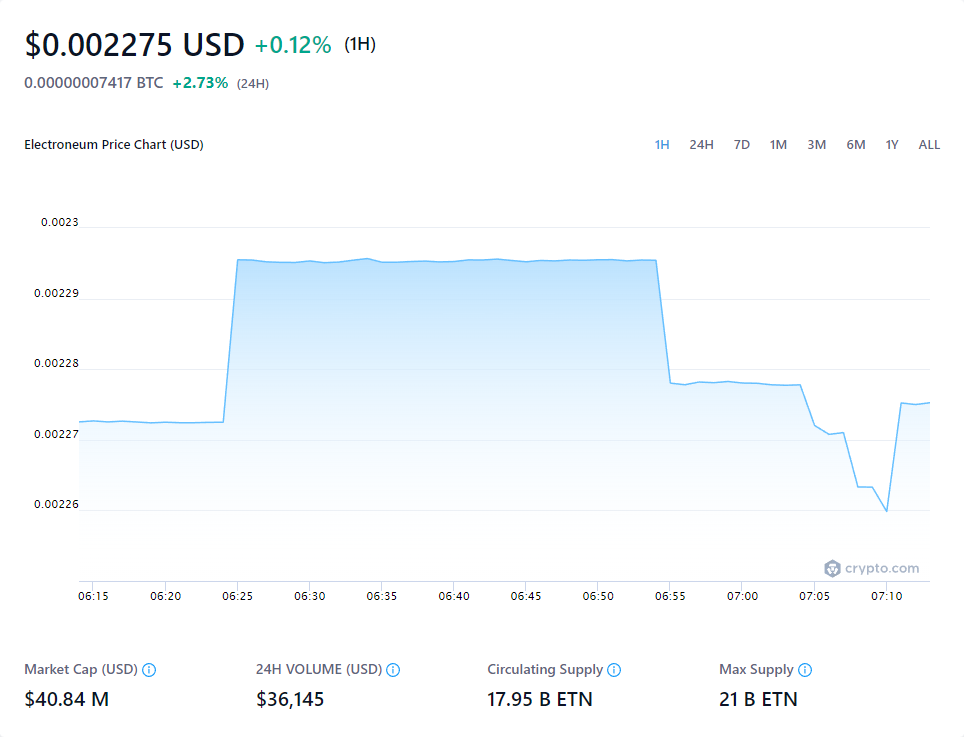 $0.002275 USD +0.12% (1H)
0.00000007417 BTC +2.73% (24H)
Electroneum Price Chart (USD)
1H 24H 7D 1M 3M 6M 1Y ALL
0.0023
0.00229
0.00228
0.00227
0.00226
crypto.com
06:15 06:20 06:25 06:30 06:35 06:40 06:45 06:50 06:55 07:00 07:05 07:10
Market Cap (USD) 24H VOLUME (USD) Circulating Supply Max Supply
$40.84 M $36,145 17.95 B ETN 21 B ETN